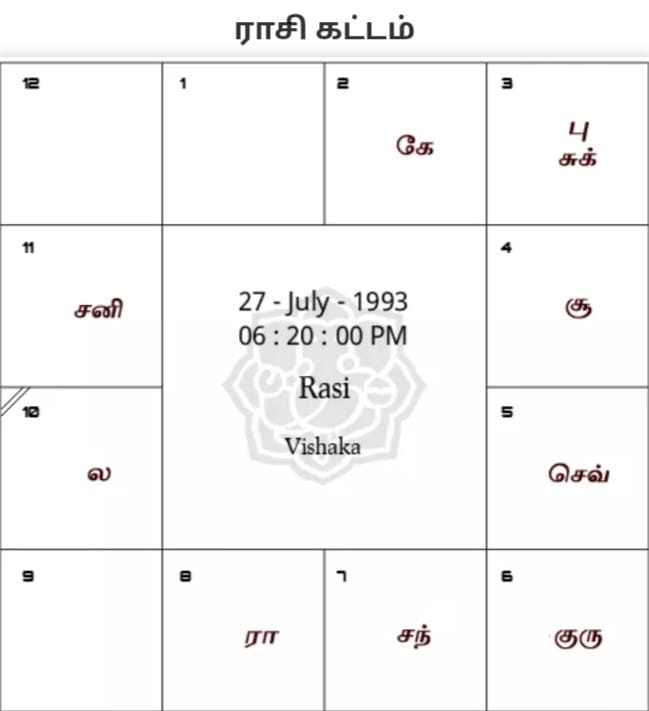 ராசி கட்டம்
12
1
2
கே
3
பு
சுக்
11
சனி
27 - July - 1993
06 : 20 : 00 PM
Rasi
Vishaka
4
சூ
10
ல
5
செவ்
9
8
ரா
7
சந்
6
குரு